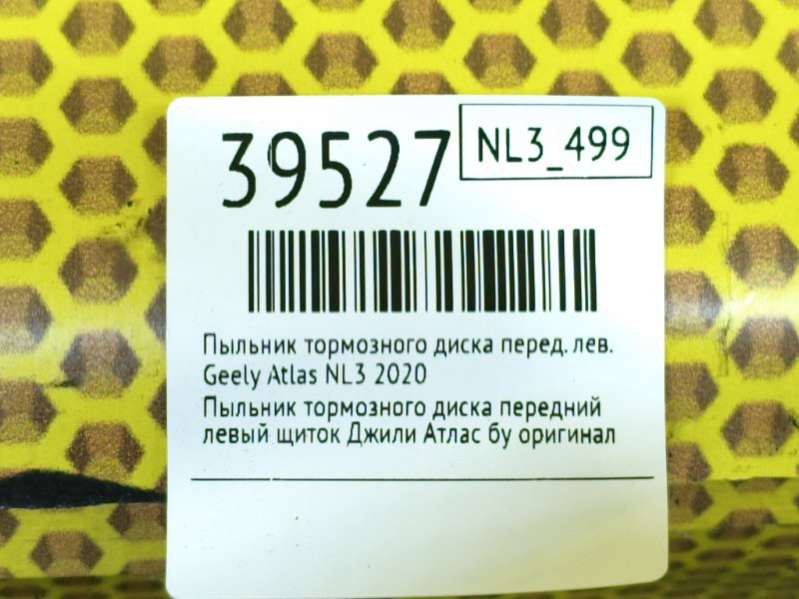 39527
NL3_499
Пыльник тормозного диска перед. лев.
Geely Atlas NL3 2020
Пыльник тормозного диска передний
левый щиток Джили Атлас бу оригинал